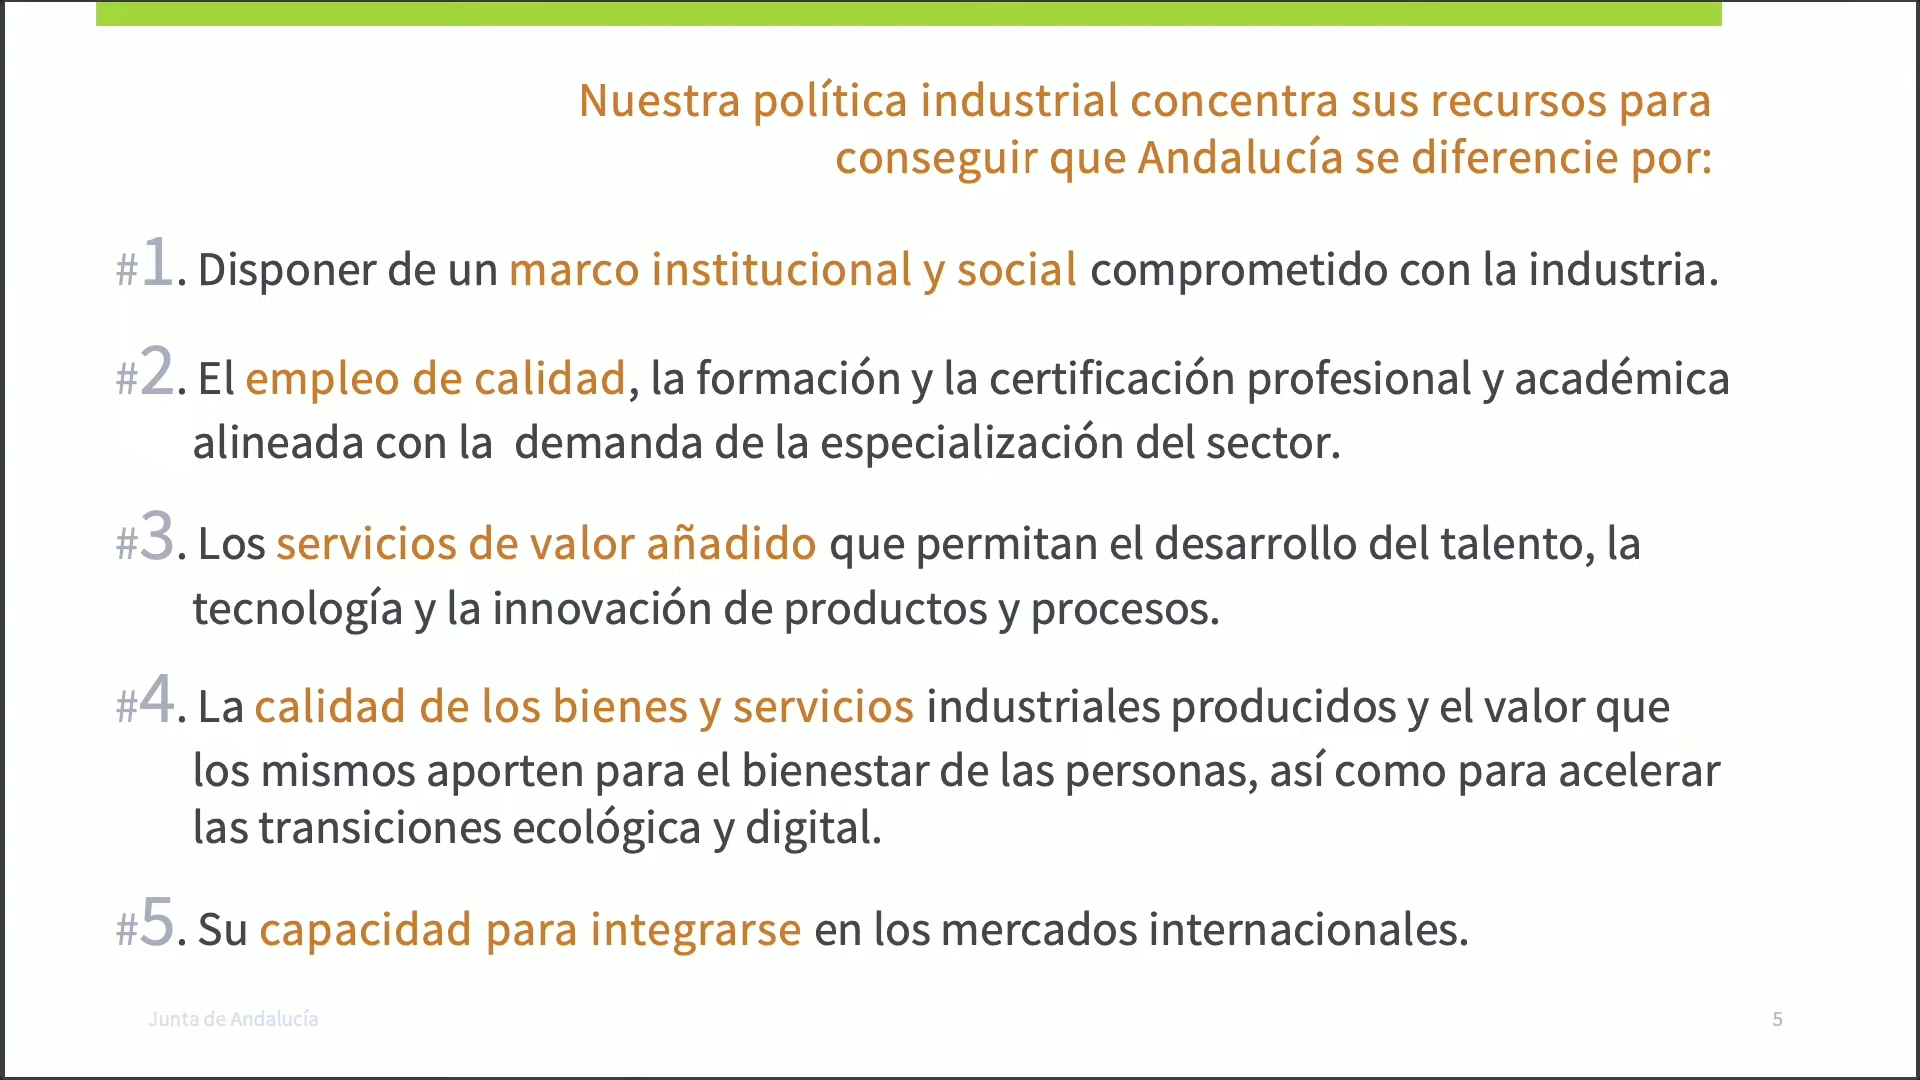 Nuestra política industrial concentra sus recursos para
conseguir que Andalucía se diferencie por:
#1. Disponer de un marco institucional y social comprometido con la industria.
#2. El empleo de calidad, la formación y la certificación profesional y académica
alineada con la  demanda de la especialización del sector.
#3. Los servicios de valor añadido que permitan el desarrollo del talento, la
tecnología y la innovación de productos y procesos.
#4. La calidad de los bienes y servicios industriales producidos y el valor que
los mismos aporten para el bienestar de las personas, así como para acelerar
las transiciones ecológica y digital.
#5. Su capacidad para integrarse en los mercados internacionales.
Junta de Andalucía
5